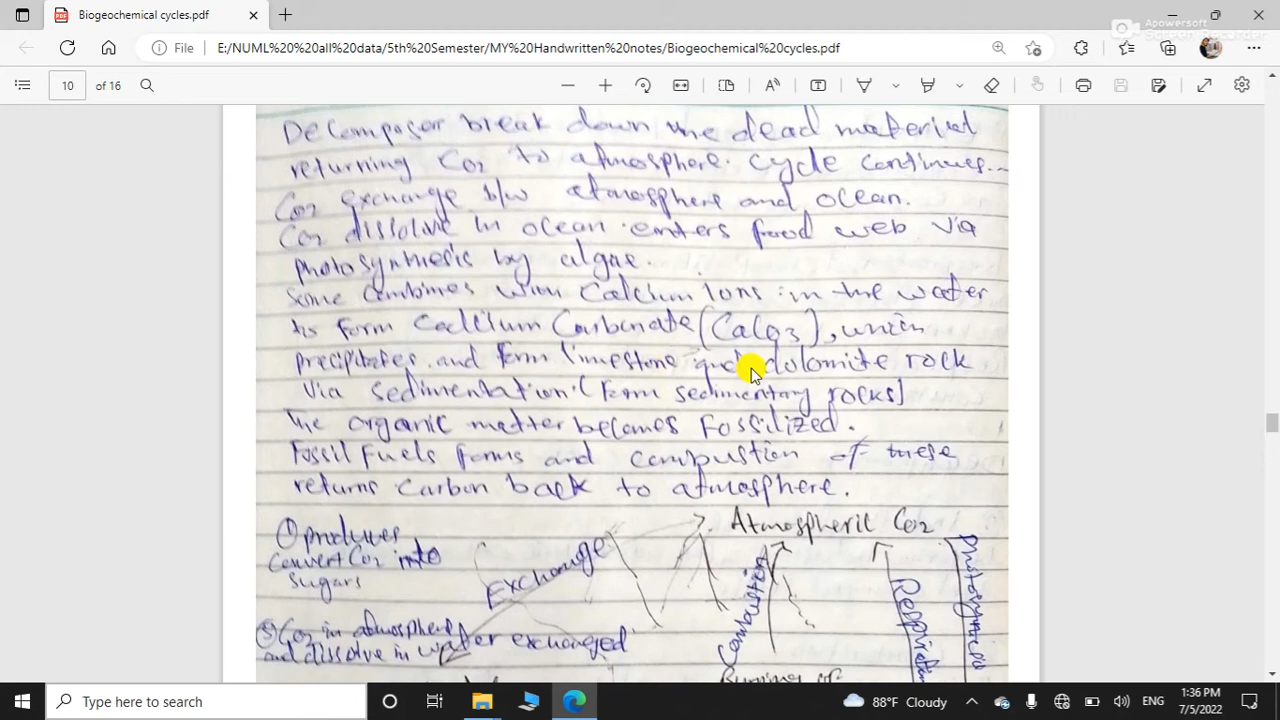 Biogeochemical cycles.pdf
Apowersoft
Screen Recorder
File
E:/NUML%20%20all%20data/5th%20Semester/MY%20Handwritten%20notes/Biogeochemical%20cycles.pdf
10 of 16
Decomposer break down the dead material
returning CO2 to atmosphere. cycle continues...
CO2 exchange b/w atmosphere and ocean.
CO2 dissolve in ocean enters food web via
photosynthesis by algae.
Some combines with Calcium Ions in the water
to form Calcium Carbonate (CaCO3), which
precipitates and form limestone and dolomite rock
via sedimentation (form sedimentary rocks)
The organic matter becomes Fossilized.
Fossil Fuels forms and combustion of these
returns Carbon back to atmosphere.
Atmospheric CO2
① produces
convert CO2 into
sugars
Exchange
Combustion
Respiration
Photosynthesis
CO2 in atmosphere
and dissolve in water exchanged
Burning of
Type here to search
88°F Cloudy
ENG
1:36 PM
7/5/2022